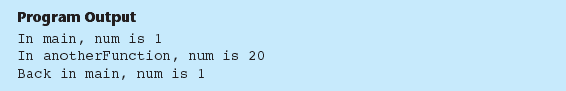 Program Output
In main, num is 1
In anotherFunction, num is 20
Back in main, num is 1